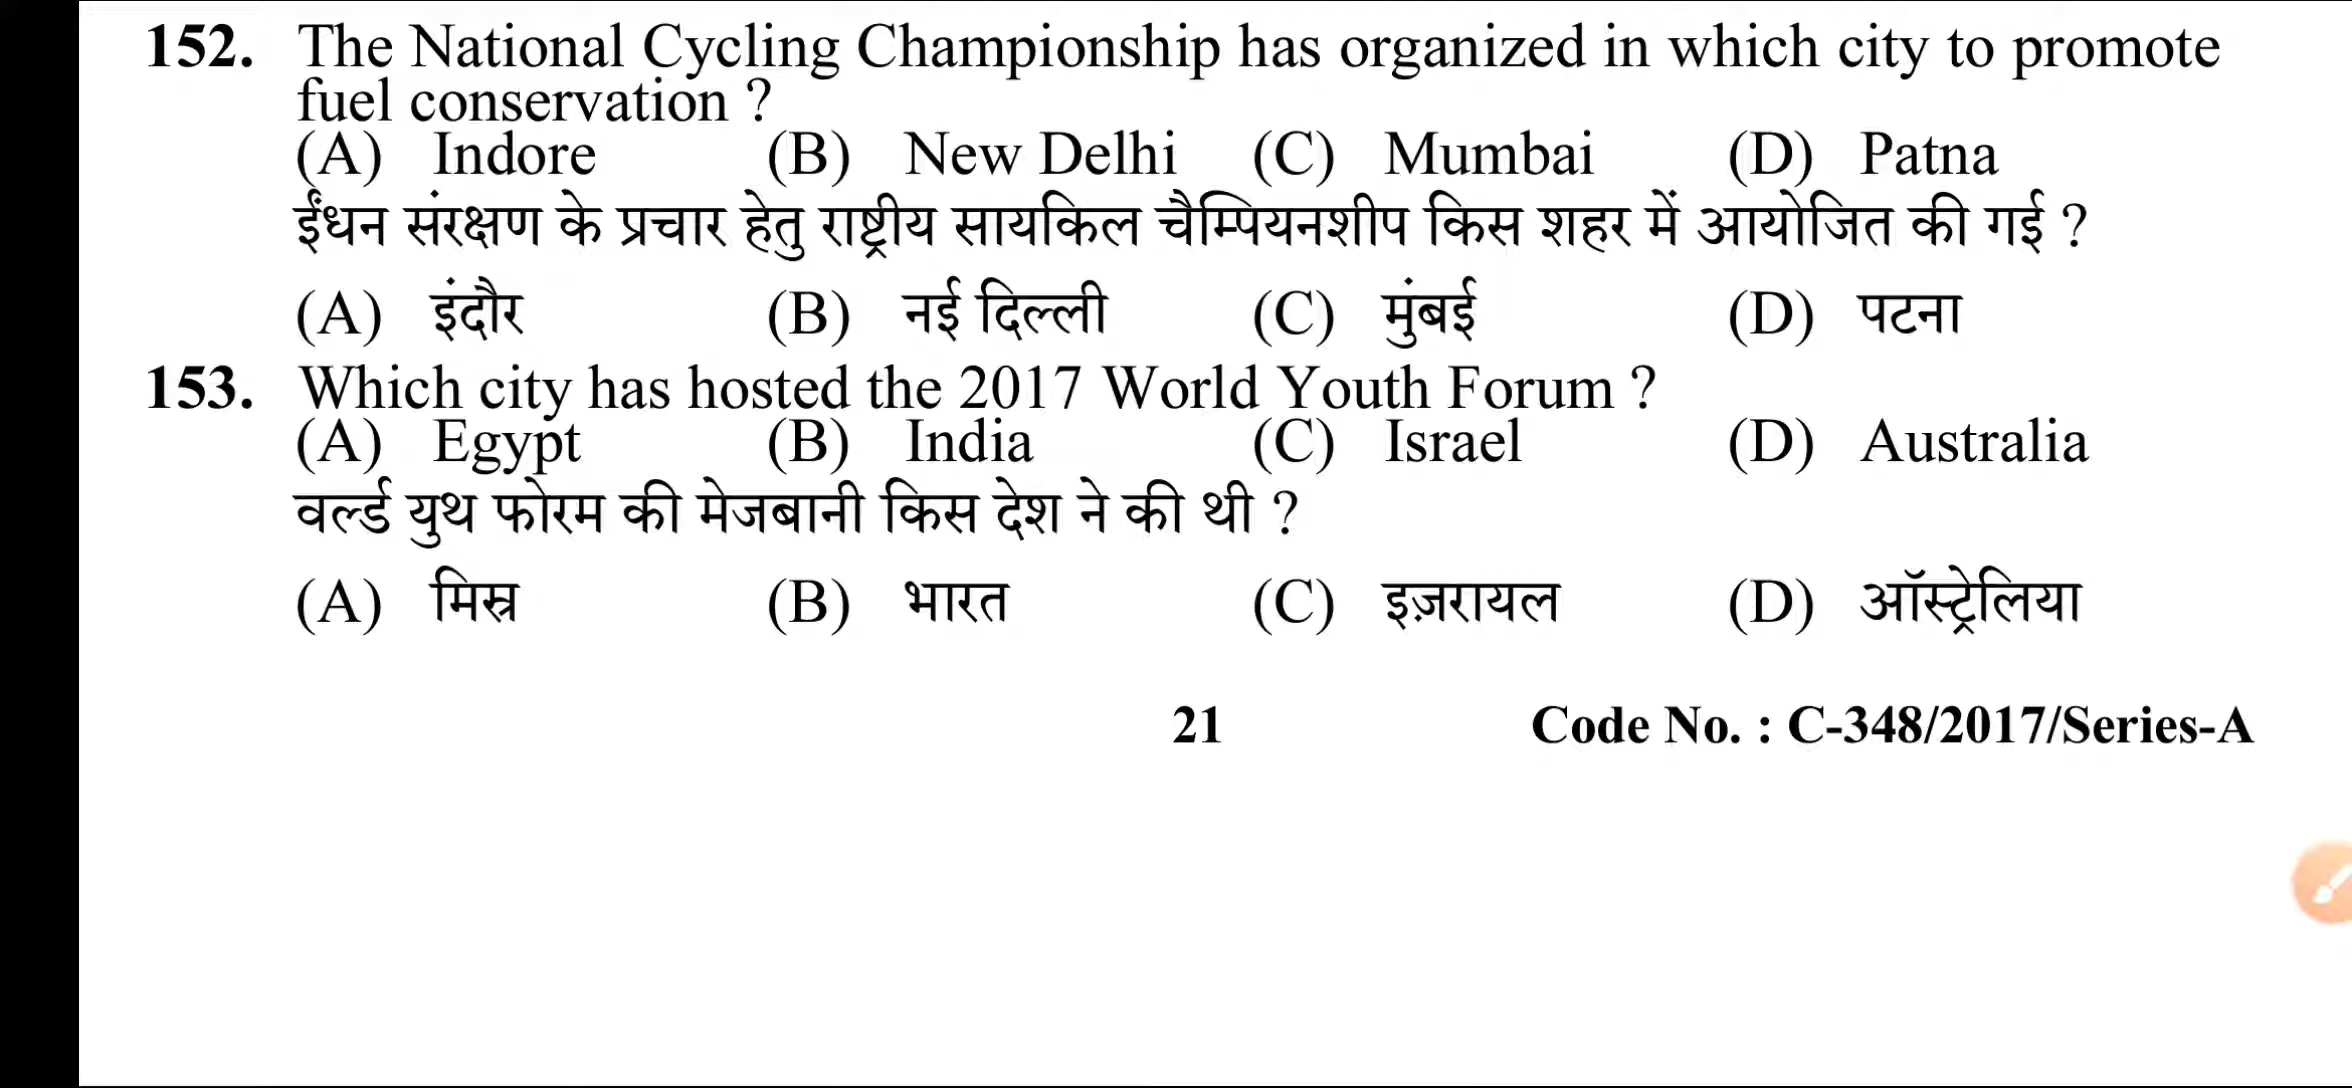 152. The National Cycling Championship has organized in which city to promote
fuel conservation ?
(A) Indore (B) New Delhi (C) Mumbai (D) Patna
ईंधन संरक्षण के प्रचार हेतु राष्ट्रीय सायकिल चैम्पियनशीप किस शहर में आयोजित की गई ?
(A) इंदौर (B) नई दिल्ली (C) मुंबई (D) पटना
153. Which city has hosted the 2017 World Youth Forum ?
(A) Egypt (B) India (C) Israel (D) Australia
वर्ल्ड युथ फोरम की मेजबानी किस देश ने की थी ?
(A) मिस्र (B) भारत (C) इज़रायल (D) ऑस्ट्रेलिया
21 Code No. : C-348/2017/Series-A